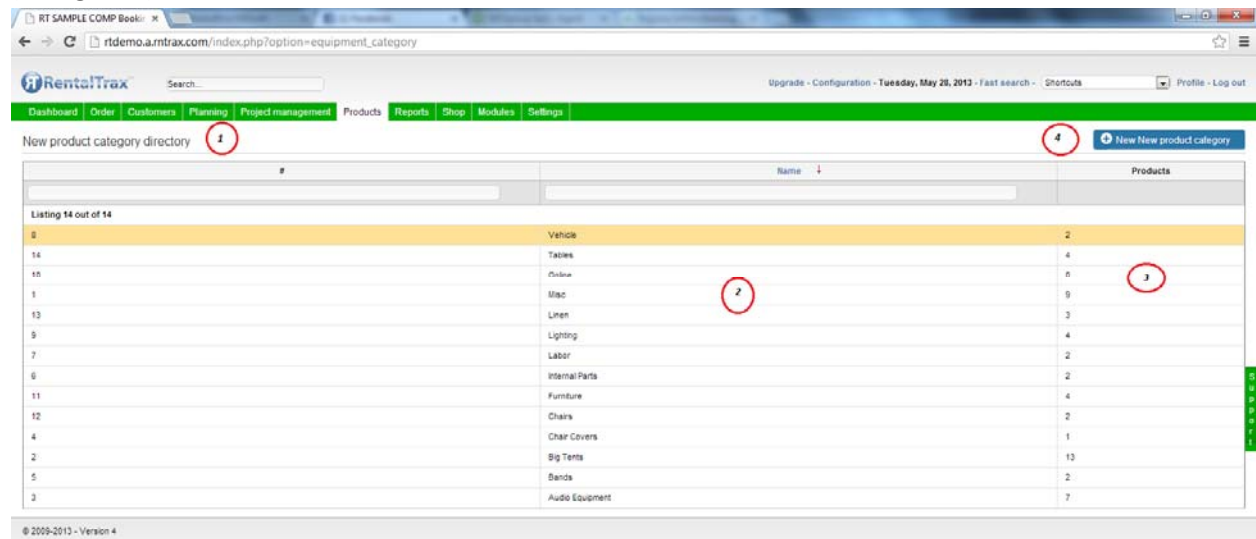 RT SAMPLE COMP Bookir
rtdemo.a.rntrax.com/index.php?option=equipment_category
RentalTrax
Search...
Upgrade - Configuration - Tuesday, May 28, 2013 - Fast search - Shortcuts Profile - Log out
Dashboard Order Customers Planning Project management Products Reports Shop Modules Settings
New product category directory 1 4 New New product category
# Name Products
Listing 14 out of 14
8 Vehicle 2
14 Tables 4
10 Online
1 Misc 9
2 3
13 Linen 3
9 Lighting 4
7 Labor 2
6 Internal Parts 2
11 Furniture 4
12 Chairs 2
4 Chair Covers 1
2 Big Tents 13
5 Bands 2
3 Audio Equipment 7
Support
© 2009-2013 - Version 4